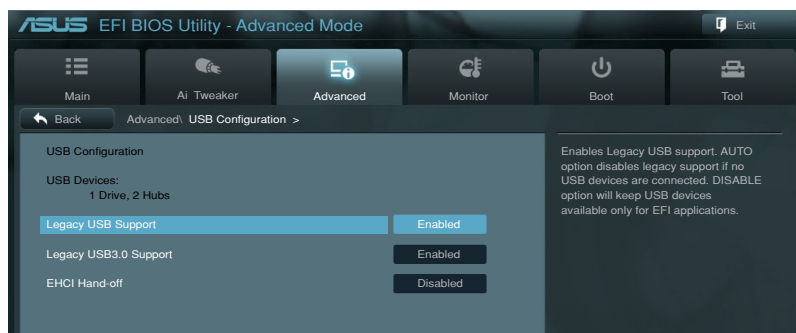 ASUS EFI BIOS Utility - Advanced Mode
Exit
Main
Ai Tweaker
Advanced
Monitor
Boot
Tool
Back
Advanced\ USB Configuration >
USB Configuration
USB Devices:
1 Drive, 2 Hubs
Legacy USB Support Enabled
Legacy USB3.0 Support Enabled
EHCI Hand-off Disabled
Enables Legacy USB support. AUTO
option disables legacy support if no
USB devices are connected. DISABLE
option will keep USB devices
available only for EFI applications.